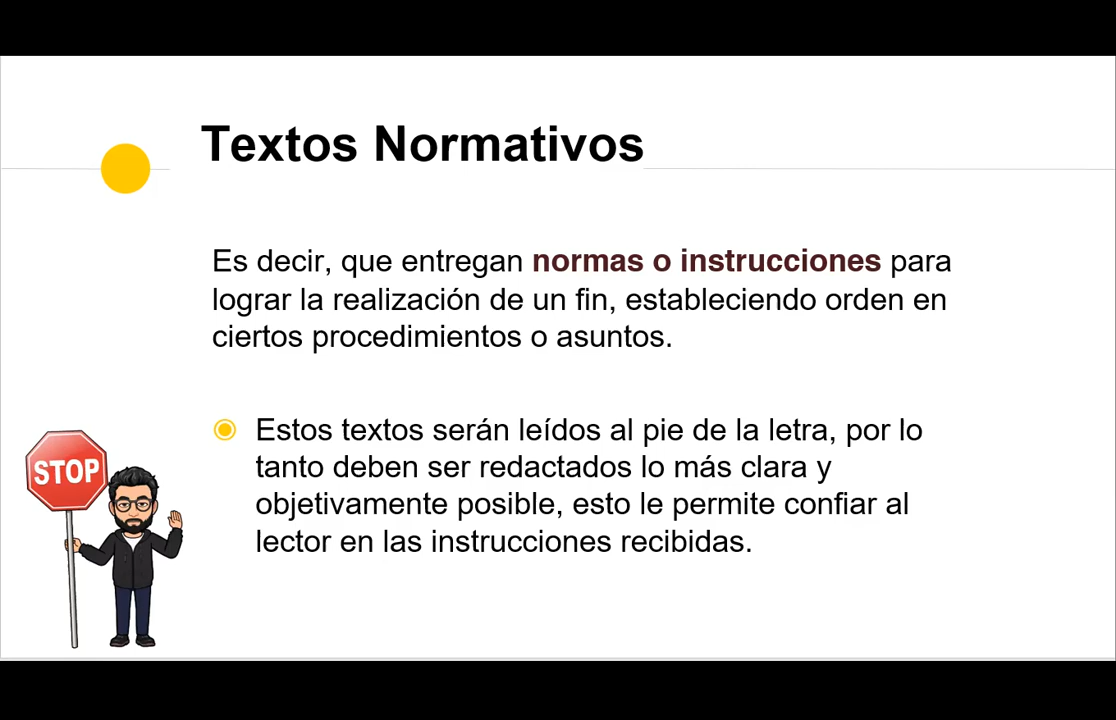 Textos Normativos
Es decir, que entregan normas o instrucciones para
lograr la realización de un fin, estableciendo orden en
ciertos procedimientos o asuntos.
Estos textos serán leídos al pie de la letra, por lo
tanto deben ser redactados lo más clara y
objetivamente posible, esto le permite confiar al
lector en las instrucciones recibidas.
STOP